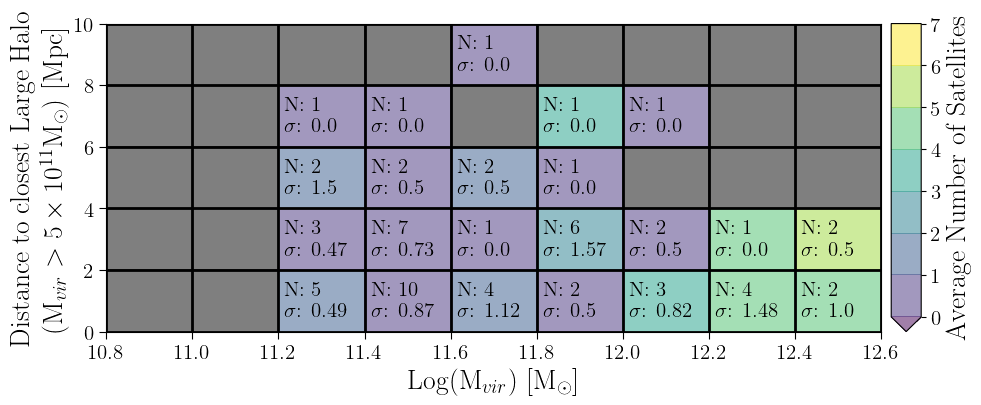 Distance to closest Large Halo
(M_vir > 5 × 10^11 M_⊙) [Mpc]
10
8
6
4
2
0
N: 1
σ: 0.0
N: 1
σ: 0.0
N: 1
σ: 0.0
N: 1
σ: 0.0
N: 1
σ: 0.0
N: 2
σ: 1.5
N: 2
σ: 0.5
N: 2
σ: 0.5
N: 1
σ: 0.0
N: 3
σ: 0.47
N: 7
σ: 0.73
N: 1
σ: 0.0
N: 6
σ: 1.57
N: 2
σ: 0.5
N: 1
σ: 0.0
N: 2
σ: 0.5
N: 5
σ: 0.49
N: 10
σ: 0.87
N: 4
σ: 1.12
N: 2
σ: 0.5
N: 3
σ: 0.82
N: 4
σ: 1.48
N: 2
σ: 1.0
10.8 11.0 11.2 11.4 11.6 11.8 12.0 12.2 12.4 12.6
Log(M_vir) [M_⊙]
7
6
5
4
3
2
1
0
Average Number of Satellites